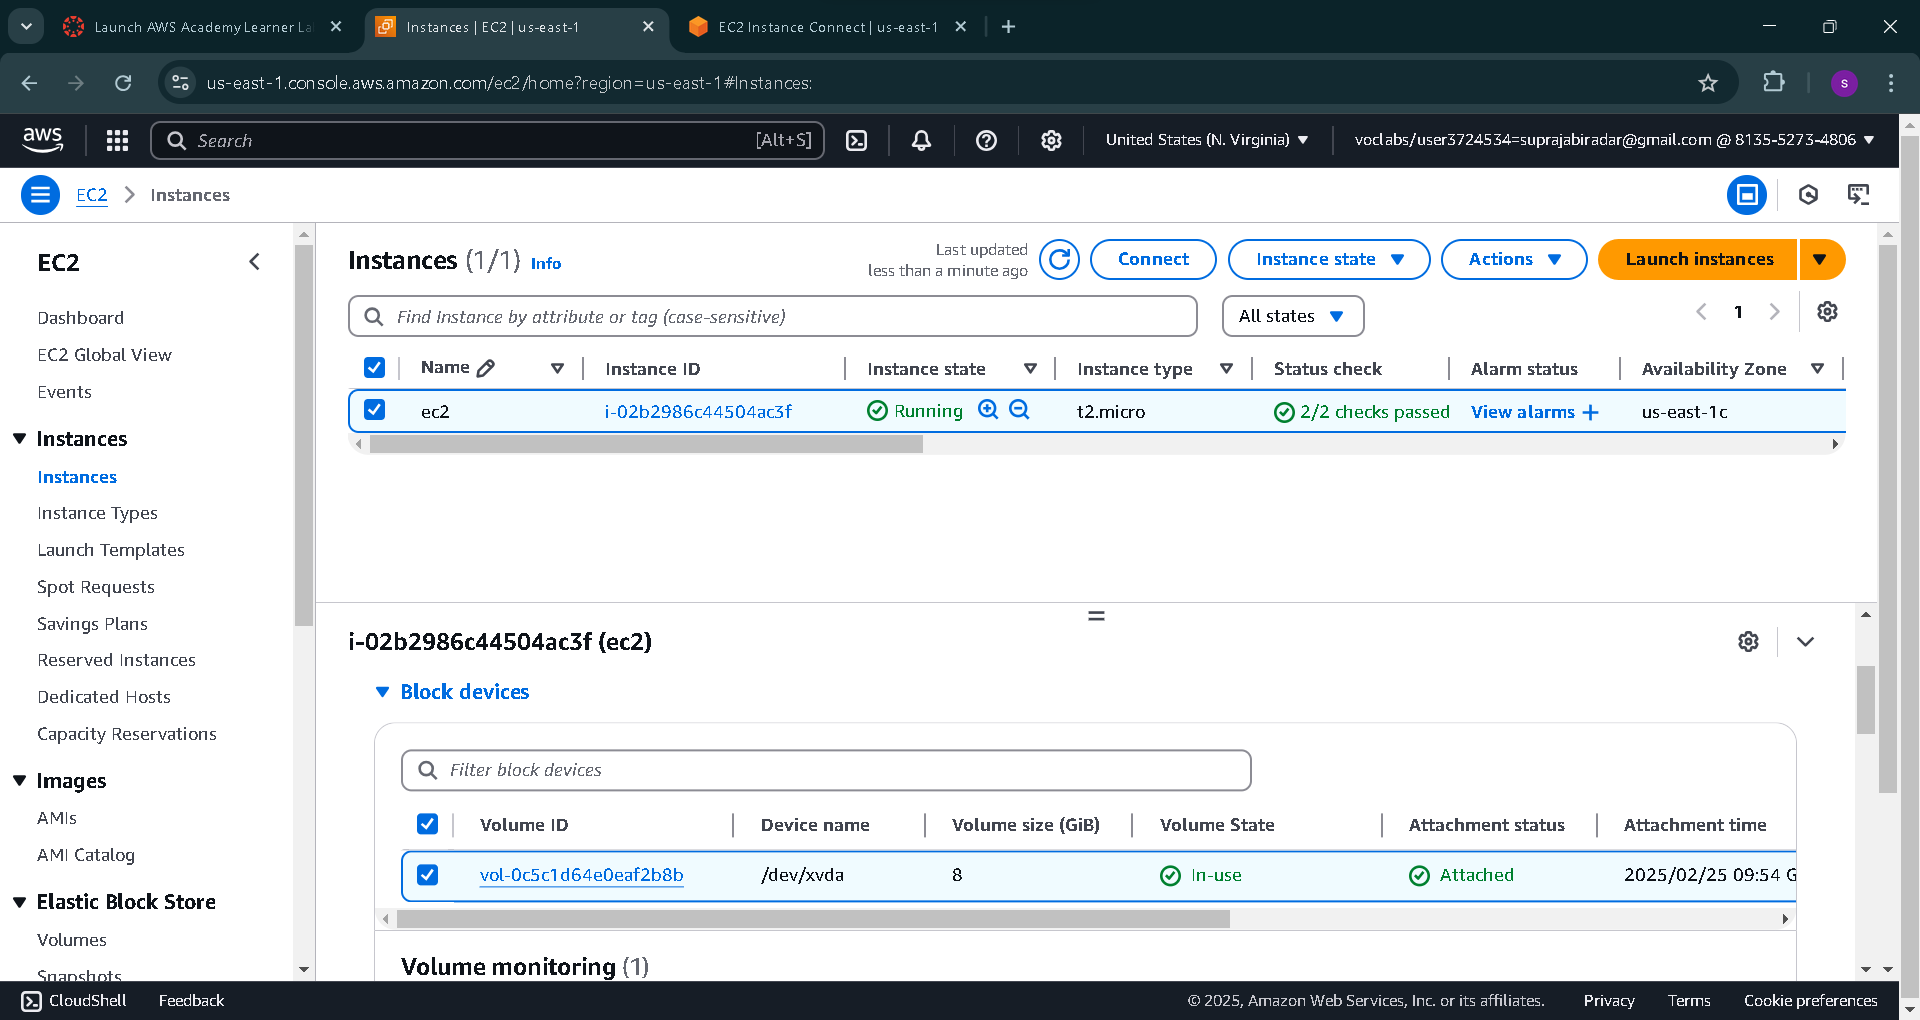 Launch AWS Academy Learner La
Instances | EC2 | us-east-1
EC2 Instance Connect | us-east-1
us-east-1.console.aws.amazon.com/ec2/home?region=us-east-1#Instances:
s
aws
Search
[Alt+S]
United States (N. Virginia)
voclabs/user3724534=suprajabiradar@gmail.com @ 8135-5273-4806
EC2
Instances
EC2
Dashboard
EC2 Global View
Events
Instances
Instances
Instance Types
Launch Templates
Spot Requests
Savings Plans
Reserved Instances
Dedicated Hosts
Capacity Reservations
Images
AMIs
AMI Catalog
Elastic Block Store
Volumes
Snapshots
Instances (1/1) Info
Last updated
less than a minute ago
Connect
Instance state
Actions
Launch instances
Find Instance by attribute or tag (case-sensitive)
All states
1
Name
Instance ID
Instance state
Instance type
Status check
Alarm status
Availability Zone
ec2
i-02b2986c44504ac3f
Running
t2.micro
2/2 checks passed
View alarms
us-east-1c
i-02b2986c44504ac3f (ec2)
Block devices
Filter block devices
Volume ID
Device name
Volume size (GiB)
Volume State
Attachment status
Attachment time
vol-0c5c1d64e0eaf2b8b
/dev/xvda
8
In-use
Attached
2025/02/25 09:54 G
Volume monitoring (1)
CloudShell
Feedback
© 2025, Amazon Web Services, Inc. or its affiliates.
Privacy
Terms
Cookie preferences